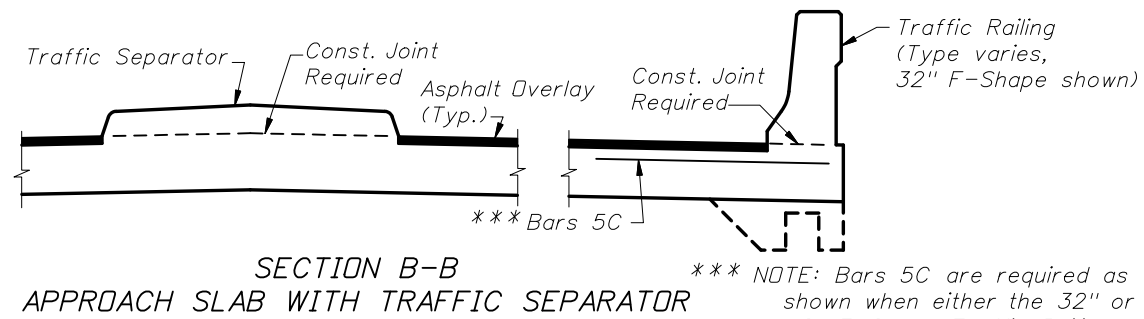 Traffic Separator
Const. Joint
Required
Asphalt Overlay
(Typ.)
Const. Joint
Required
Traffic Railing
(Type varies,
32" F-Shape shown)
*** Bars 5C
SECTION B-B
APPROACH SLAB WITH TRAFFIC SEPARATOR
*** NOTE: Bars 5C are required as
shown when either the 32" or